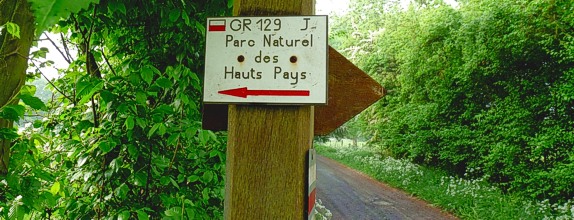 GR 129 J.
Parc Naturel
des
Hauts Pays